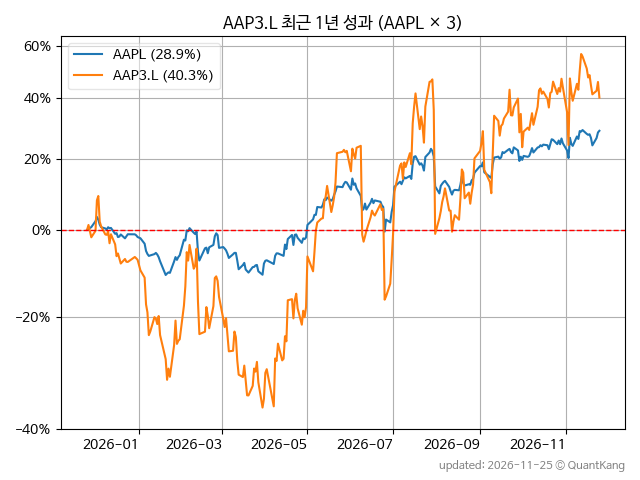 AAP3.L 최근 1년 성과 (AAPL × 3)
AAPL (28.9%)
AAP3.L (40.3%)
60%
40%
20%
0%
−20%
−40%
2026-01 2026-03 2026-05 2026-07 2026-09 2026-11
updated: 2026-11-25 © QuantKang